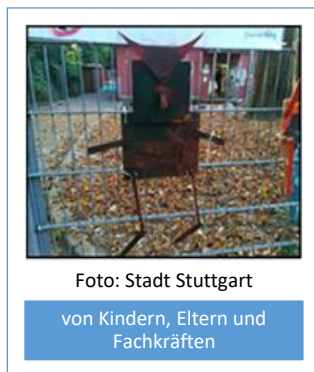 Foto: Stadt Stuttgart
von Kindern, Eltern und
Fachkräften